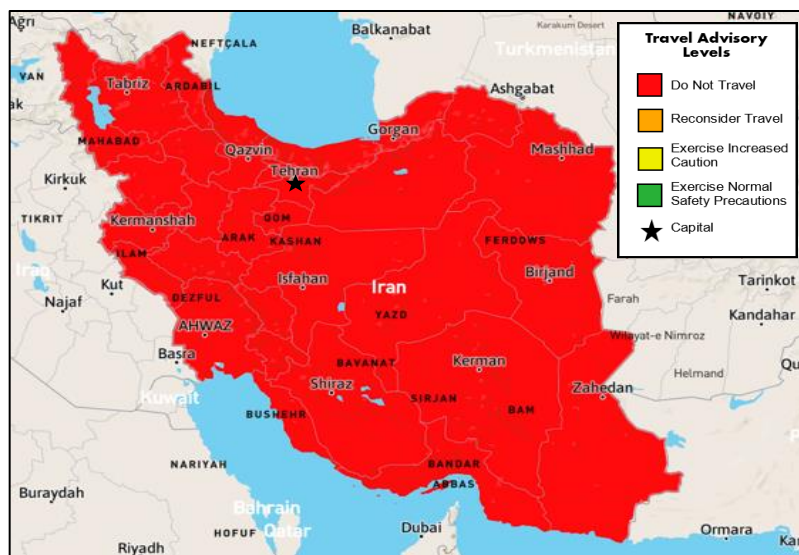 Ağrı
NEFTÇALA
Balkanabat
Karakum Desert
NAVOIY
Turkmenistan
VAN
Tabriz
ARDABIL
Ashgabat
MAHABAD
Qazvin
Gorgan
Mashhad
Tehran
Kirkuk
TIKRIT
Kermanshah
QOM
ARAK
KASHAN
FERDOWS
ILAM
Iraq
Kut
Isfahan
Iran
Birjand
Tarinkot
Najaf
DEZFUL
YAZD
Farah
Kandahar
AHWAZ
Wilayat-e Nimroz
Basra
BAVANAT
Kerman
Helmand
Qu
Kuwait
Shiraz
SIRJAN
Zahedan
BUSHEHR
BAM
P
NARIYAH
BANDAR
ABBAS
Buraydah
Bahrain
Qatar
HOFUF
Dubai
Ormara
Kar
Riyadh
Travel Advisory
Levels
Do Not Travel
Reconsider Travel
Exercise Increased
Caution
Exercise Normal
Safety Precautions
Capital